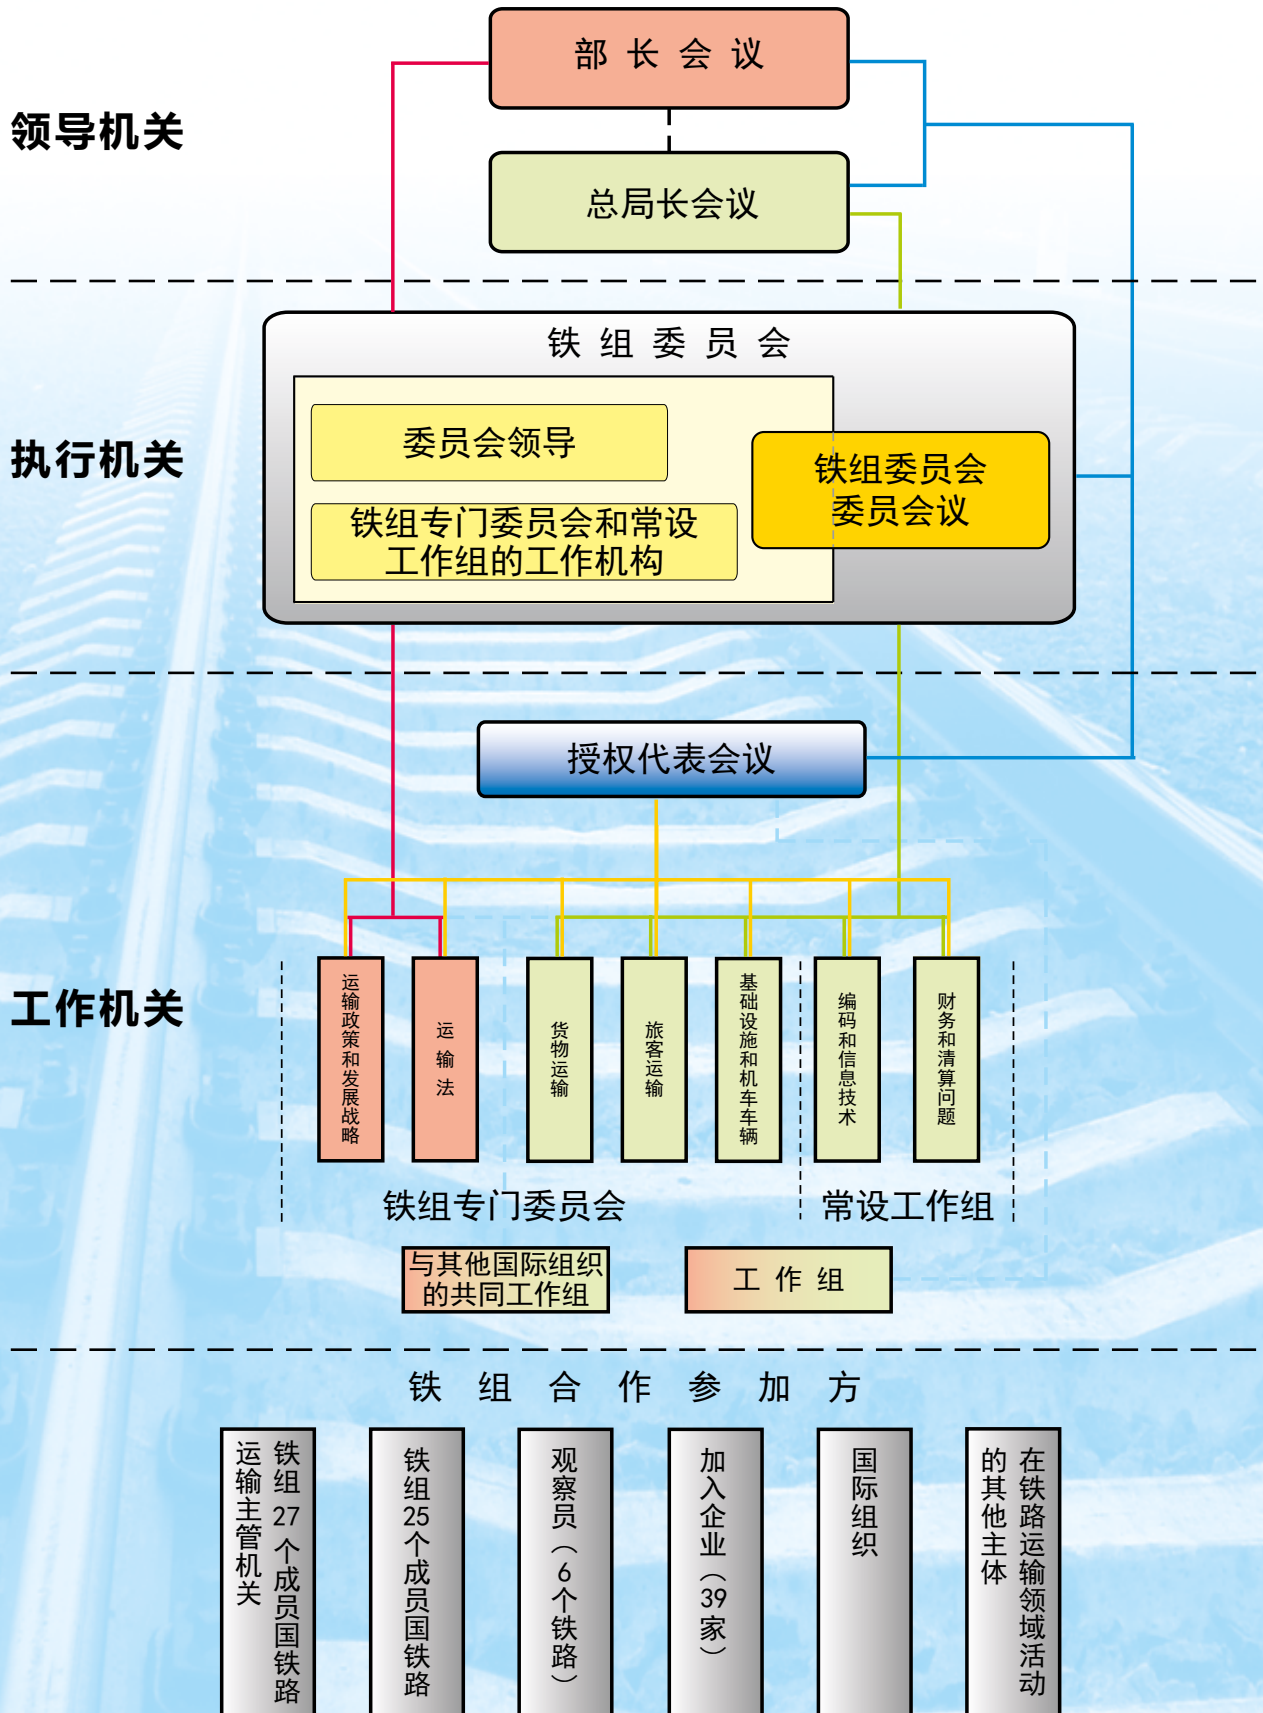 部长会议
领导机关
总局长会议
铁组委员会
委员会领导
执行机关
铁组委员会
委员会议
铁组专门委员会和常设
工作组的工作机构
授权代表会议
工作机关
运输政策和发展战略
运输法
货物运输
旅客运输
基础设施和机车车辆
编码和信息技术
财务和清算问题
铁组专门委员会
常设工作组
与其他国际组织
的共同工作组
工作组
铁组合作参加方
铁组27个成员国铁路
运输主管机关
铁组25个成员国铁路
观察员（6个铁路）
加入企业（39家）
国际组织
在铁路运输领域活动
的其他主体